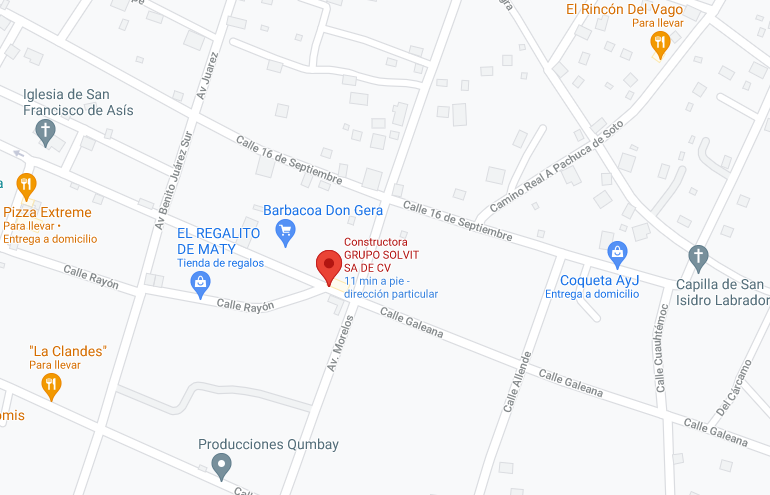 gra
El Rincón Del Vago
Para llevar
Av Juarez
Iglesia de San
Francisco de Asís
Calle 16 de Septiembre
Camino Real A Pachuca de Soto
Av Benito Juárez Sur
a
Pizza Extreme
Para llevar •
Entrega a domicilio
Barbacoa Don Gera
Calle 16 de Septiembre
EL REGALITO
DE MATY
Tienda de regalos
Constructora
GRUPO SOLVIT
SA DE CV
11 min a pie -
dirección particular
Coqueta AyJ
Entrega a domicilio
Capilla de San
Isidro Labrador
Calle Rayón
Calle Rayón
Calle Galeana
Av. Morelos
Calle Cuauhtémoc
"La Clandes"
Para llevar
Calle Allende
Calle Galeana
Del Cárcamo
omis
Calle Galeana
Producciones Qumbay
Calle Co